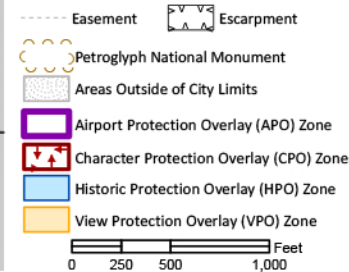 Easement Escarpment
Petroglyph National Monument
Areas Outside of City Limits
Airport Protection Overlay (APO) Zone
Character Protection Overlay (CPO) Zone
Historic Protection Overlay (HPO) Zone
View Protection Overlay (VPO) Zone
Feet
0 250 500 1,000